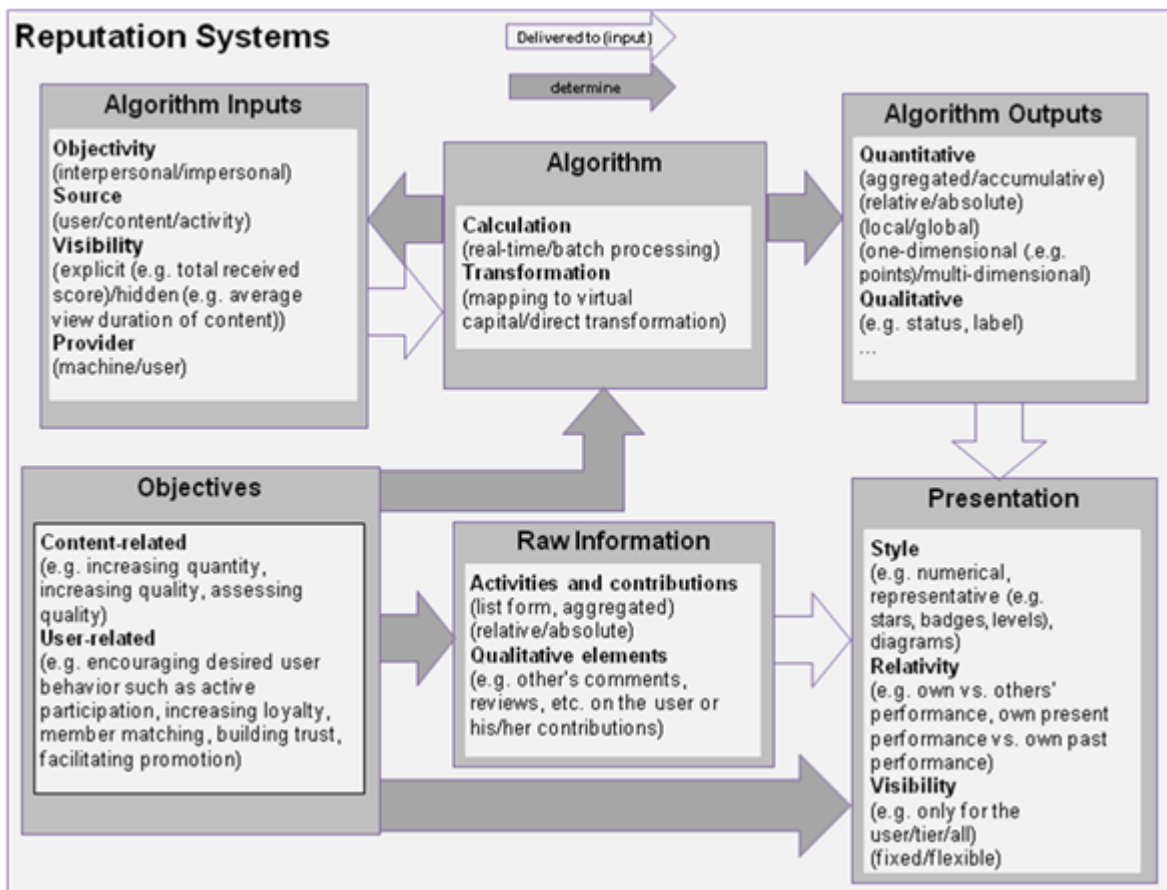 Reputation Systems
Delivered to (input)
determine
Algorithm Inputs
Objectivity
(interpersonal/impersonal)
Source
(user/content/activity)
Visibility
(explicit (e.g. total received
score)/hidden (e.g. average
view duration of content))
Provider
(machine/user)
Algorithm
Calculation
(real-time/batch processing)
Transformation
(mapping to virtual
capital/direct transformation)
Algorithm Outputs
Quantitative
(aggregated/accumulative)
(relative/absolute)
(local/global)
(one-dimensional (.e.g.
points)/multi-dimensional)
Qualitative
(e.g. status, label)
...
Objectives
Content-related
(e.g. increasing quantity,
increasing quality, assessing
quality)
User-related
(e.g. encouraging desired user
behavior such as active
participation, increasing loyalty,
member matching, building trust,
facilitating promotion)
Raw Information
Activities and contributions
(list form, aggregated)
(relative/absolute)
Qualitative elements
(e.g. other's comments,
reviews, etc. on the user or
his/her contributions)
Presentation
Style
(e.g. numerical,
representative (e.g.
stars, badges, levels),
diagrams)
Relativity
(e.g. own vs. others'
performance, own present
performance vs. own past
performance)
Visibility
(e.g. only for the
user/tier/all)
(fixed/flexible)